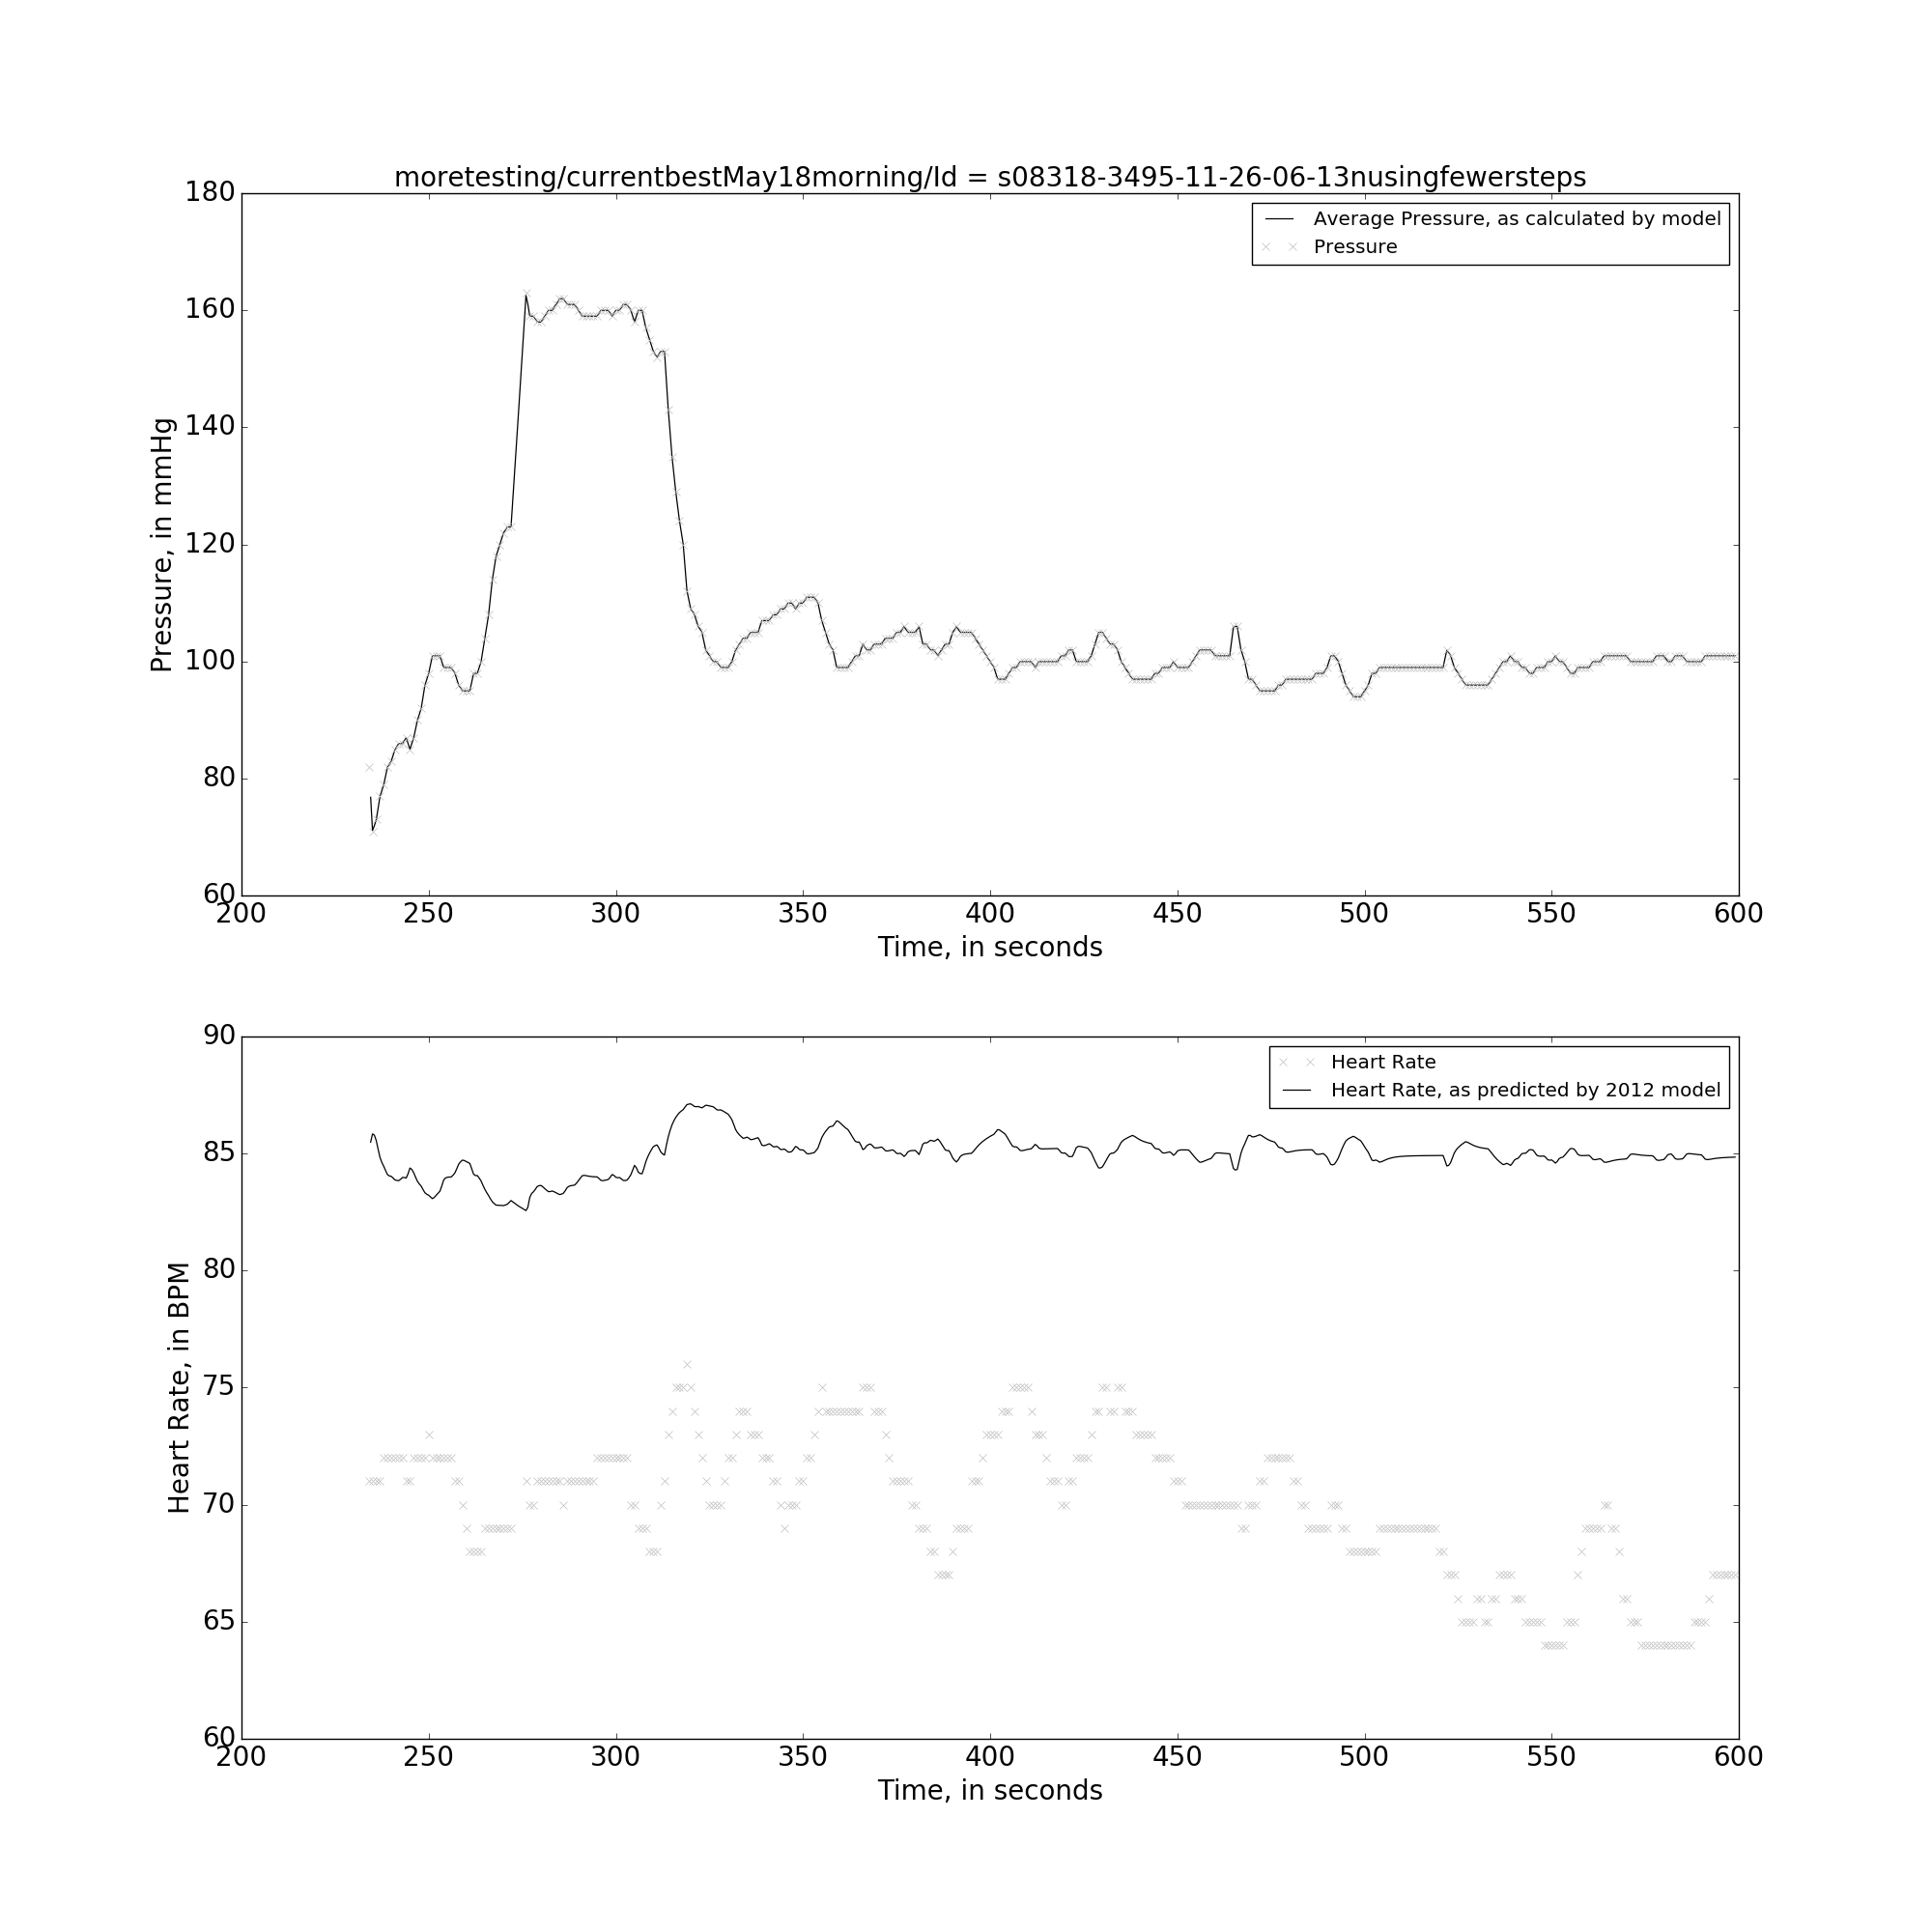 moretesting/currentbestMay18morning/Id = s08318-3495-11-26-06-13nusingfewersteps
180
160
140
120
100
80
60
Pressure, in mmHg
Average Pressure, as calculated by model
Pressure
200 250 300 350 400 450 500 550 600
Time, in seconds
90
85
80
75
70
65
60
Heart Rate, in BPM
Heart Rate
Heart Rate, as predicted by 2012 model
200 250 300 350 400 450 500 550 600
Time, in seconds